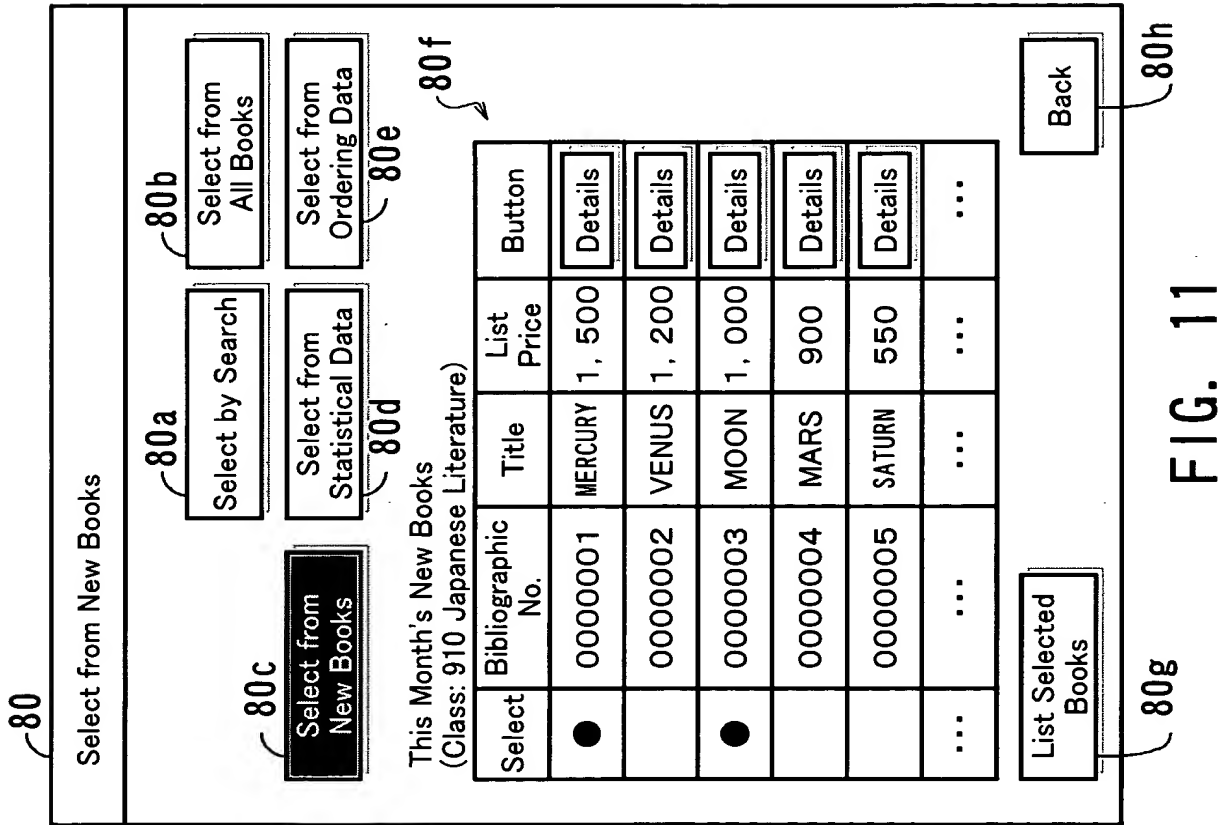 80
Select from New Books
80a
80b
Select by Search
Select from
All Books
80c
Select from
New Books
Select from
Statistical Data
80d
Select from
Ordering Data
80e
This Month's New Books
(Class: 910 Japanese Literature)
80f
Select Bibliographic No. Title List Price Button
● 0000001 MERCURY 1, 500 Details
0000002 VENUS 1, 200 Details
● 0000003 MOON 1, 000 Details
0000004 MARS 900 Details
0000005 SATURN 550 Details
... ... ... ... ...
List Selected
Books
80g
Back
80h
FIG. 11